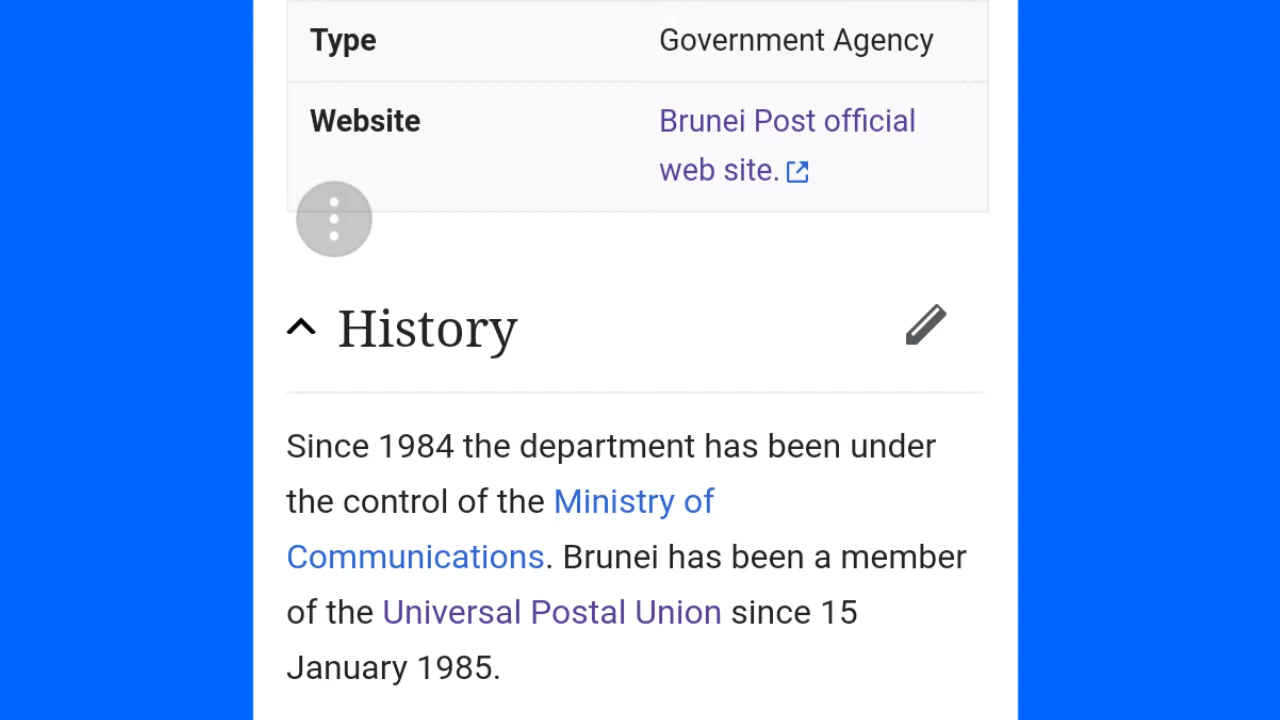 Type Government Agency
Website Brunei Post official
web site.
History
Since 1984 the department has been under
the control of the Ministry of
Communications. Brunei has been a member
of the Universal Postal Union since 15
January 1985.